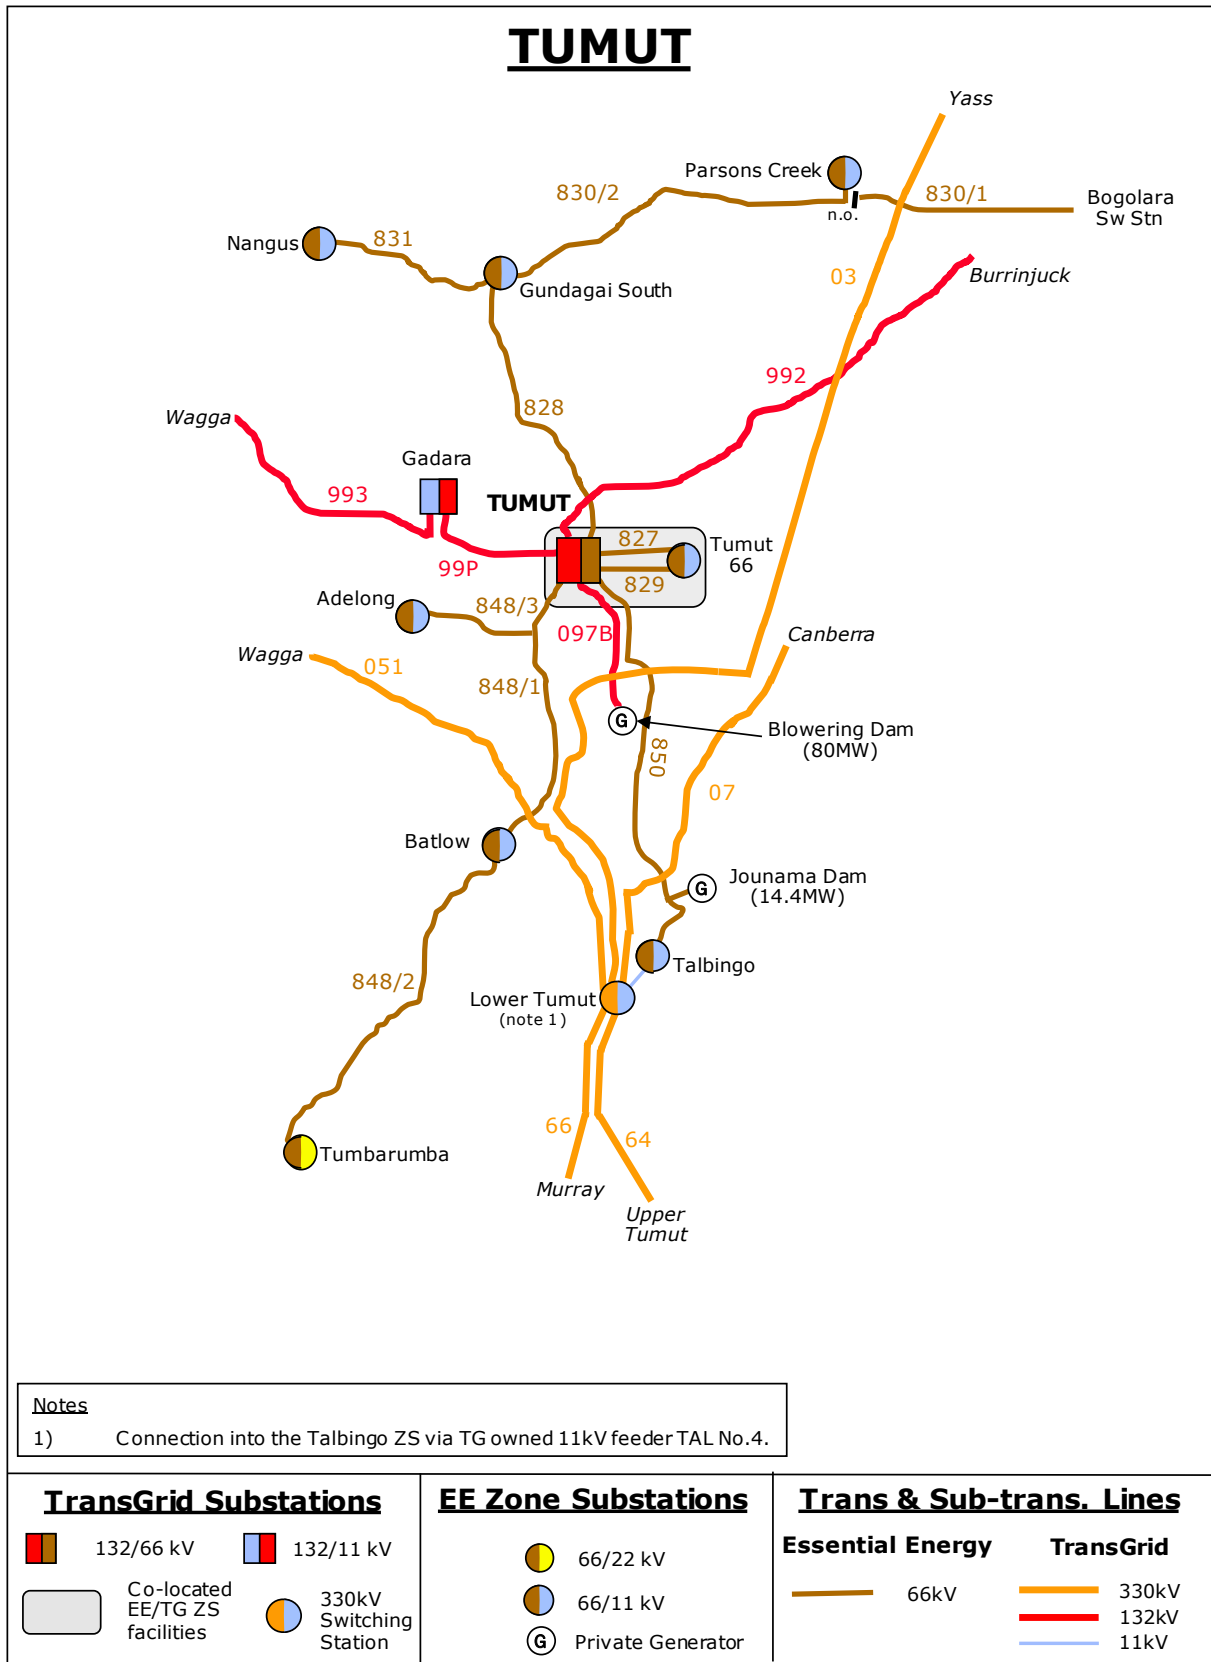 TUMUT
Yass
Parsons Creek
830/2
830/1
Bogolara
Sw Stn
n.o.
Nangus
831
Gundagai South
03
Burrinjuck
992
828
Wagga
Gadara
993
TUMUT
99P
827
829
Tumut
66
Adelong
848/3
097B
Canberra
Wagga
051
848/1
G
Blowering Dam
(80MW)
850
07
Batlow
G
Jounama Dam
(14.4MW)
Talbingo
848/2
Lower Tumut
(note 1)
66
64
Tumbarumba
Murray
Upper
Tumut
Notes
1) Connection into the Talbingo ZS via TG owned 11kV feeder TAL No.4.
TransGrid Substations
132/66 kV
132/11 kV
Co-located
EE/TG ZS
facilities
330kV
Switching
Station
EE Zone Substations
66/22 kV
66/11 kV
G
Private Generator
Trans & Sub-trans. Lines
Essential Energy
TransGrid
66kV
330kV
132kV
11kV